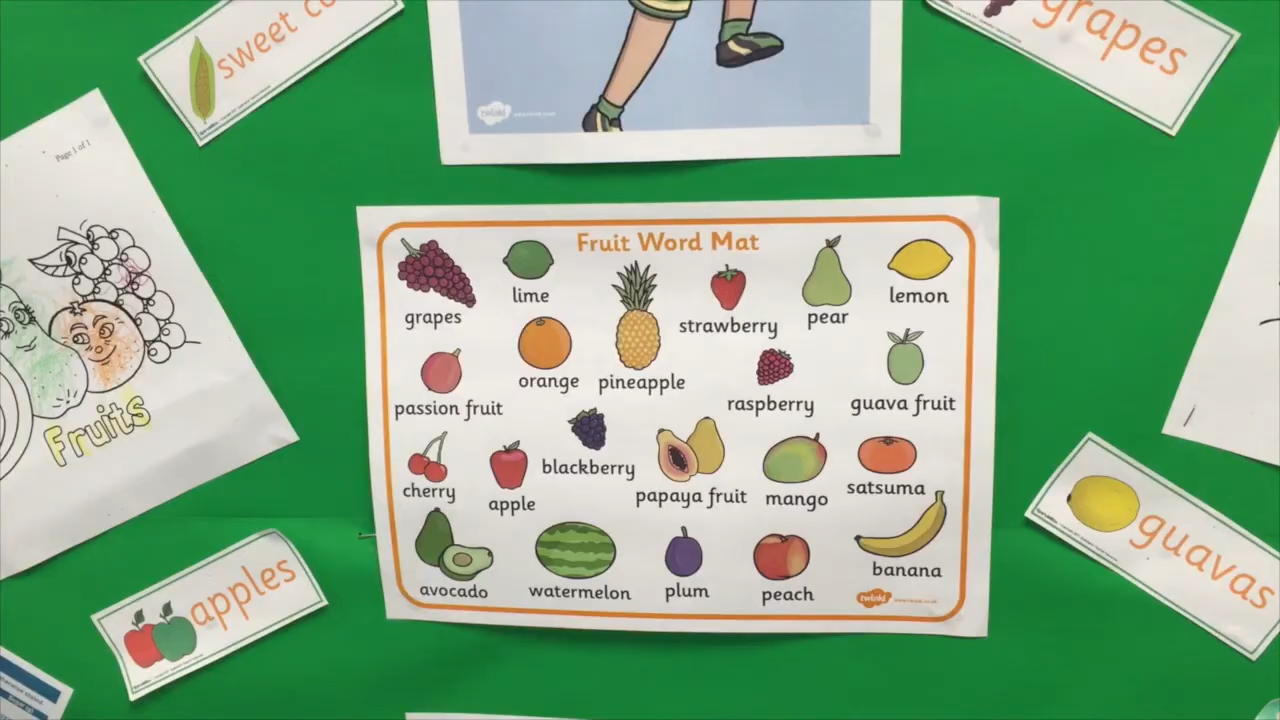 sweet co
grapes
Page 1 of 1
twinkl
Fruit Word Mat
grapes
lime
pineapple
strawberry
pear
lemon
passion fruit
orange
raspberry
guava fruit
cherry
apple
blackberry
papaya fruit
mango
satsuma
avocado
watermelon
plum
peach
banana
twinkl
Fruits
apples
guavas